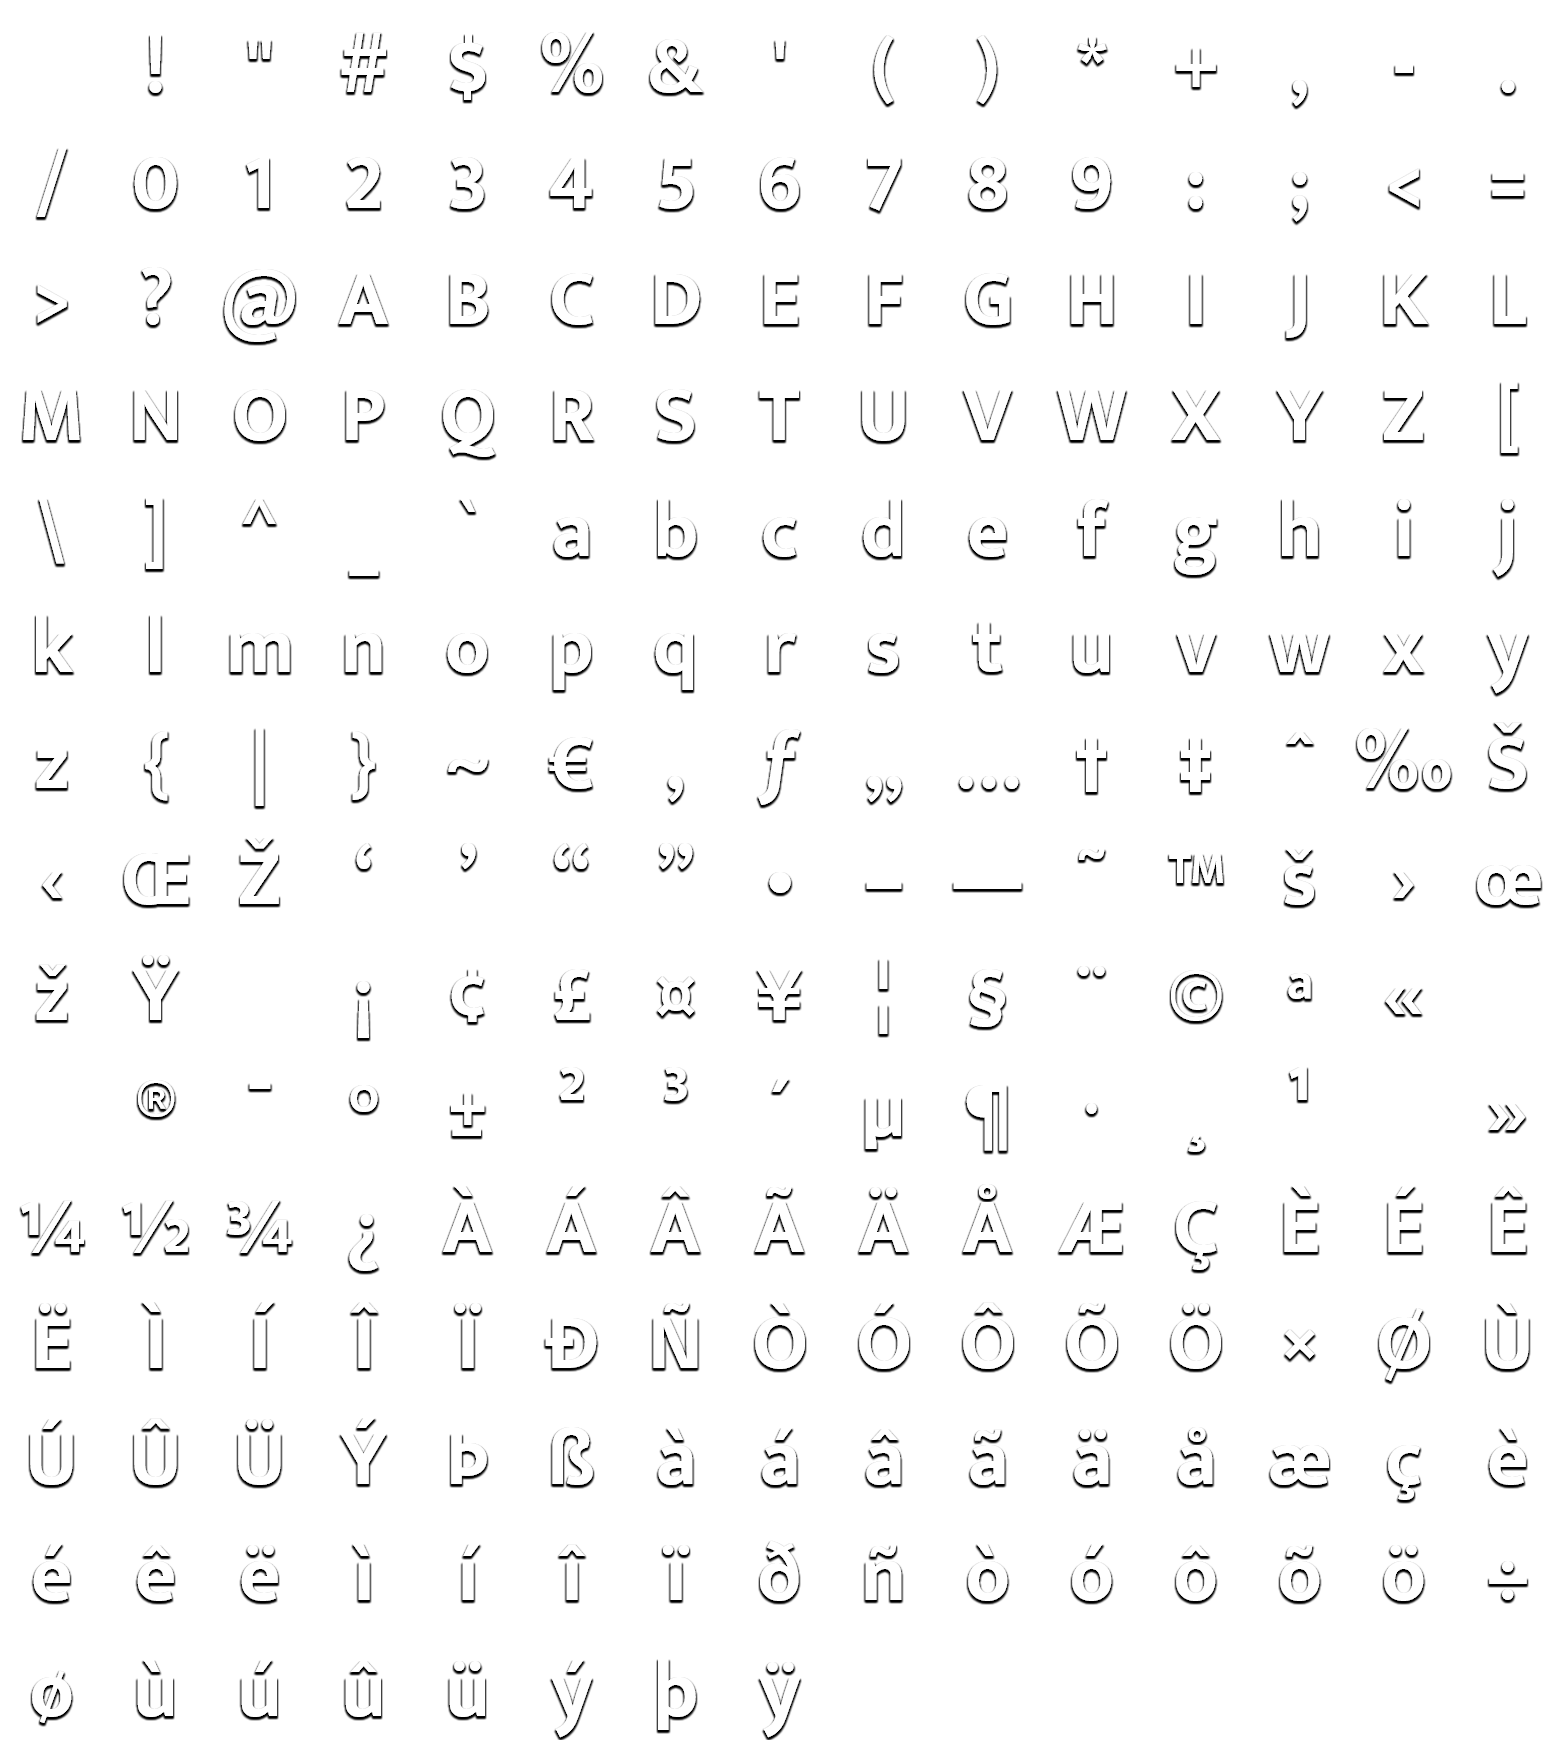 ! " # $ % & ' ( ) * + , - .
/ 0 1 2 3 4 5 6 7 8 9 : ; < =
> ? @ A B C D E F G H I J K L
M N O P Q R S T U V W X Y Z [
\ ] ^ _ ` a b c d e f g h i j
k l m n o p q r s t u v w x y
z { | } ~ € ‚ ƒ „ … † ‡ ˆ ‰ Š
‹ Œ Ž ‘ ’ “ ” • – — ˜ ™ š › œ
ž Ÿ ¡ ¢ £ ¤ ¥ ¦ § ¨ © ª «
® ¯ º ± ² ³ ´ µ ¶ · ¸ ¹ »
¼ ½ ¾ ¿ À Á Â Ã Ä Å Æ Ç È É Ê
Ë Ì Í Î Ï Ð Ñ Ò Ó Ô Õ Ö × Ø Ù
Ú Û Ü Ý Þ ß à á â ã ä å æ ç è
é ê ë ì í î ï ð ñ ò ó ô õ ö ÷
ø ù ú û ü ý þ ÿ